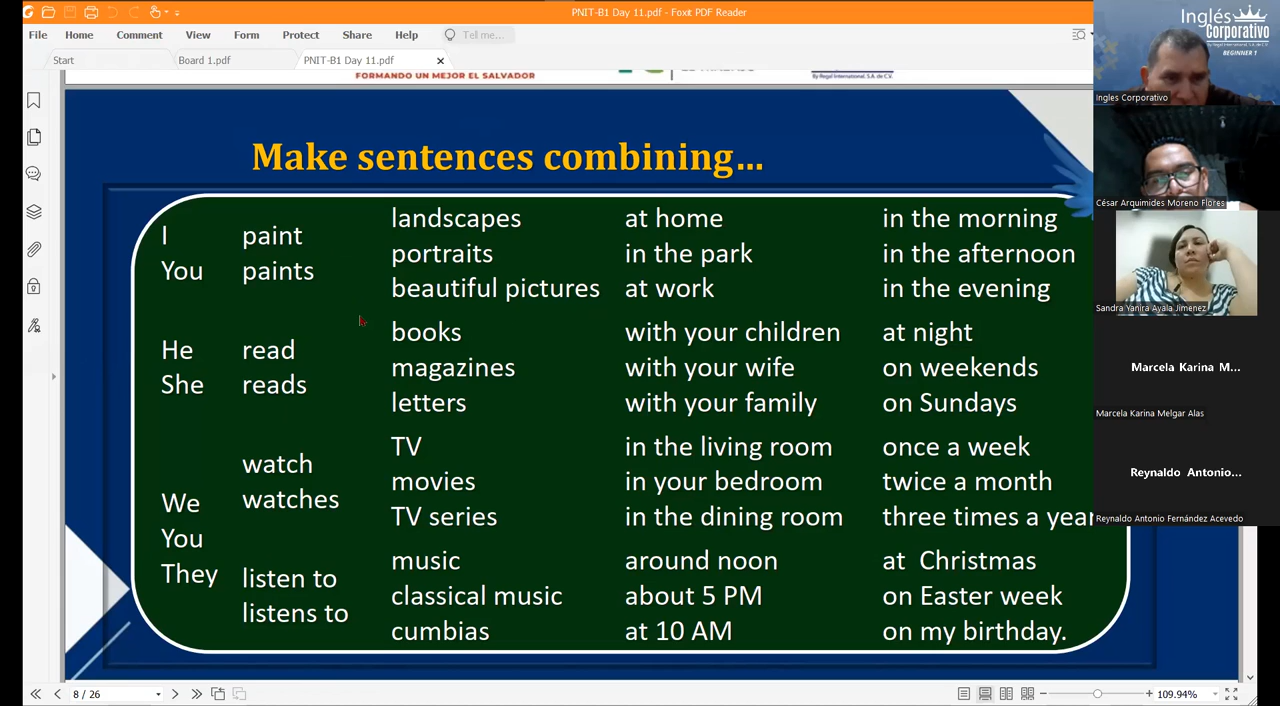 PNIT-B1 Day 11.pdf - Foxit PDF Reader
File Home Comment View Form Protect Share Help Tell me...
Start Board 1.pdf PNIT-B1 Day 11.pdf
FORMANDO UN MEJOR EL SALVADOR
By Regal International, S.A. de C.V.
Make sentences combining...
I paint landscapes at home in the morning
You paints portraits in the park in the afternoon
beautiful pictures at work in the evening
He read books with your children at night
She reads magazines with your wife on weekends
letters with your family on Sundays
We watch TV in the living room once a week
You watches movies in your bedroom twice a month
They TV series in the dining room three times a year
listen to music around noon at Christmas
listens to classical music about 5 PM on Easter week
cumbias at 10 AM on my birthday.
8 / 26
109.94%
Inglés
Corporativo
By Regal International, S.A. de C.V.
BEGINNER 1
Ingles Corporativo
César Arquimides Moreno Flores
Sandra Yanira Ayala Jimenez
Marcela Karina M...
Marcela Karina Melgar Alas
Reynaldo Antonio...
Reynaldo Antonio Fernández Acevedo